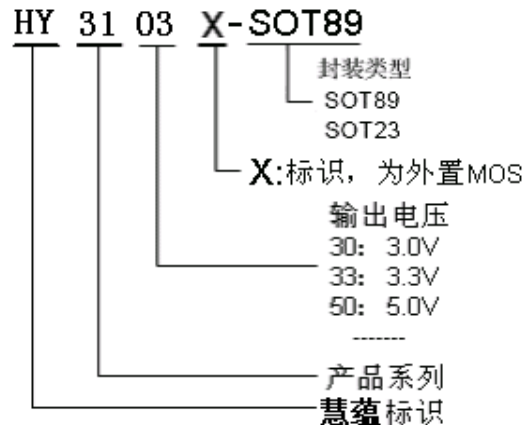 HY 31 03 X-SOT89
封装类型
SOT89
SOT23
X:标识，为外置MOS
输出电压
30: 3.0V
33: 3.3V
50: 5.0V
-------
产品系列
慧蕴标识